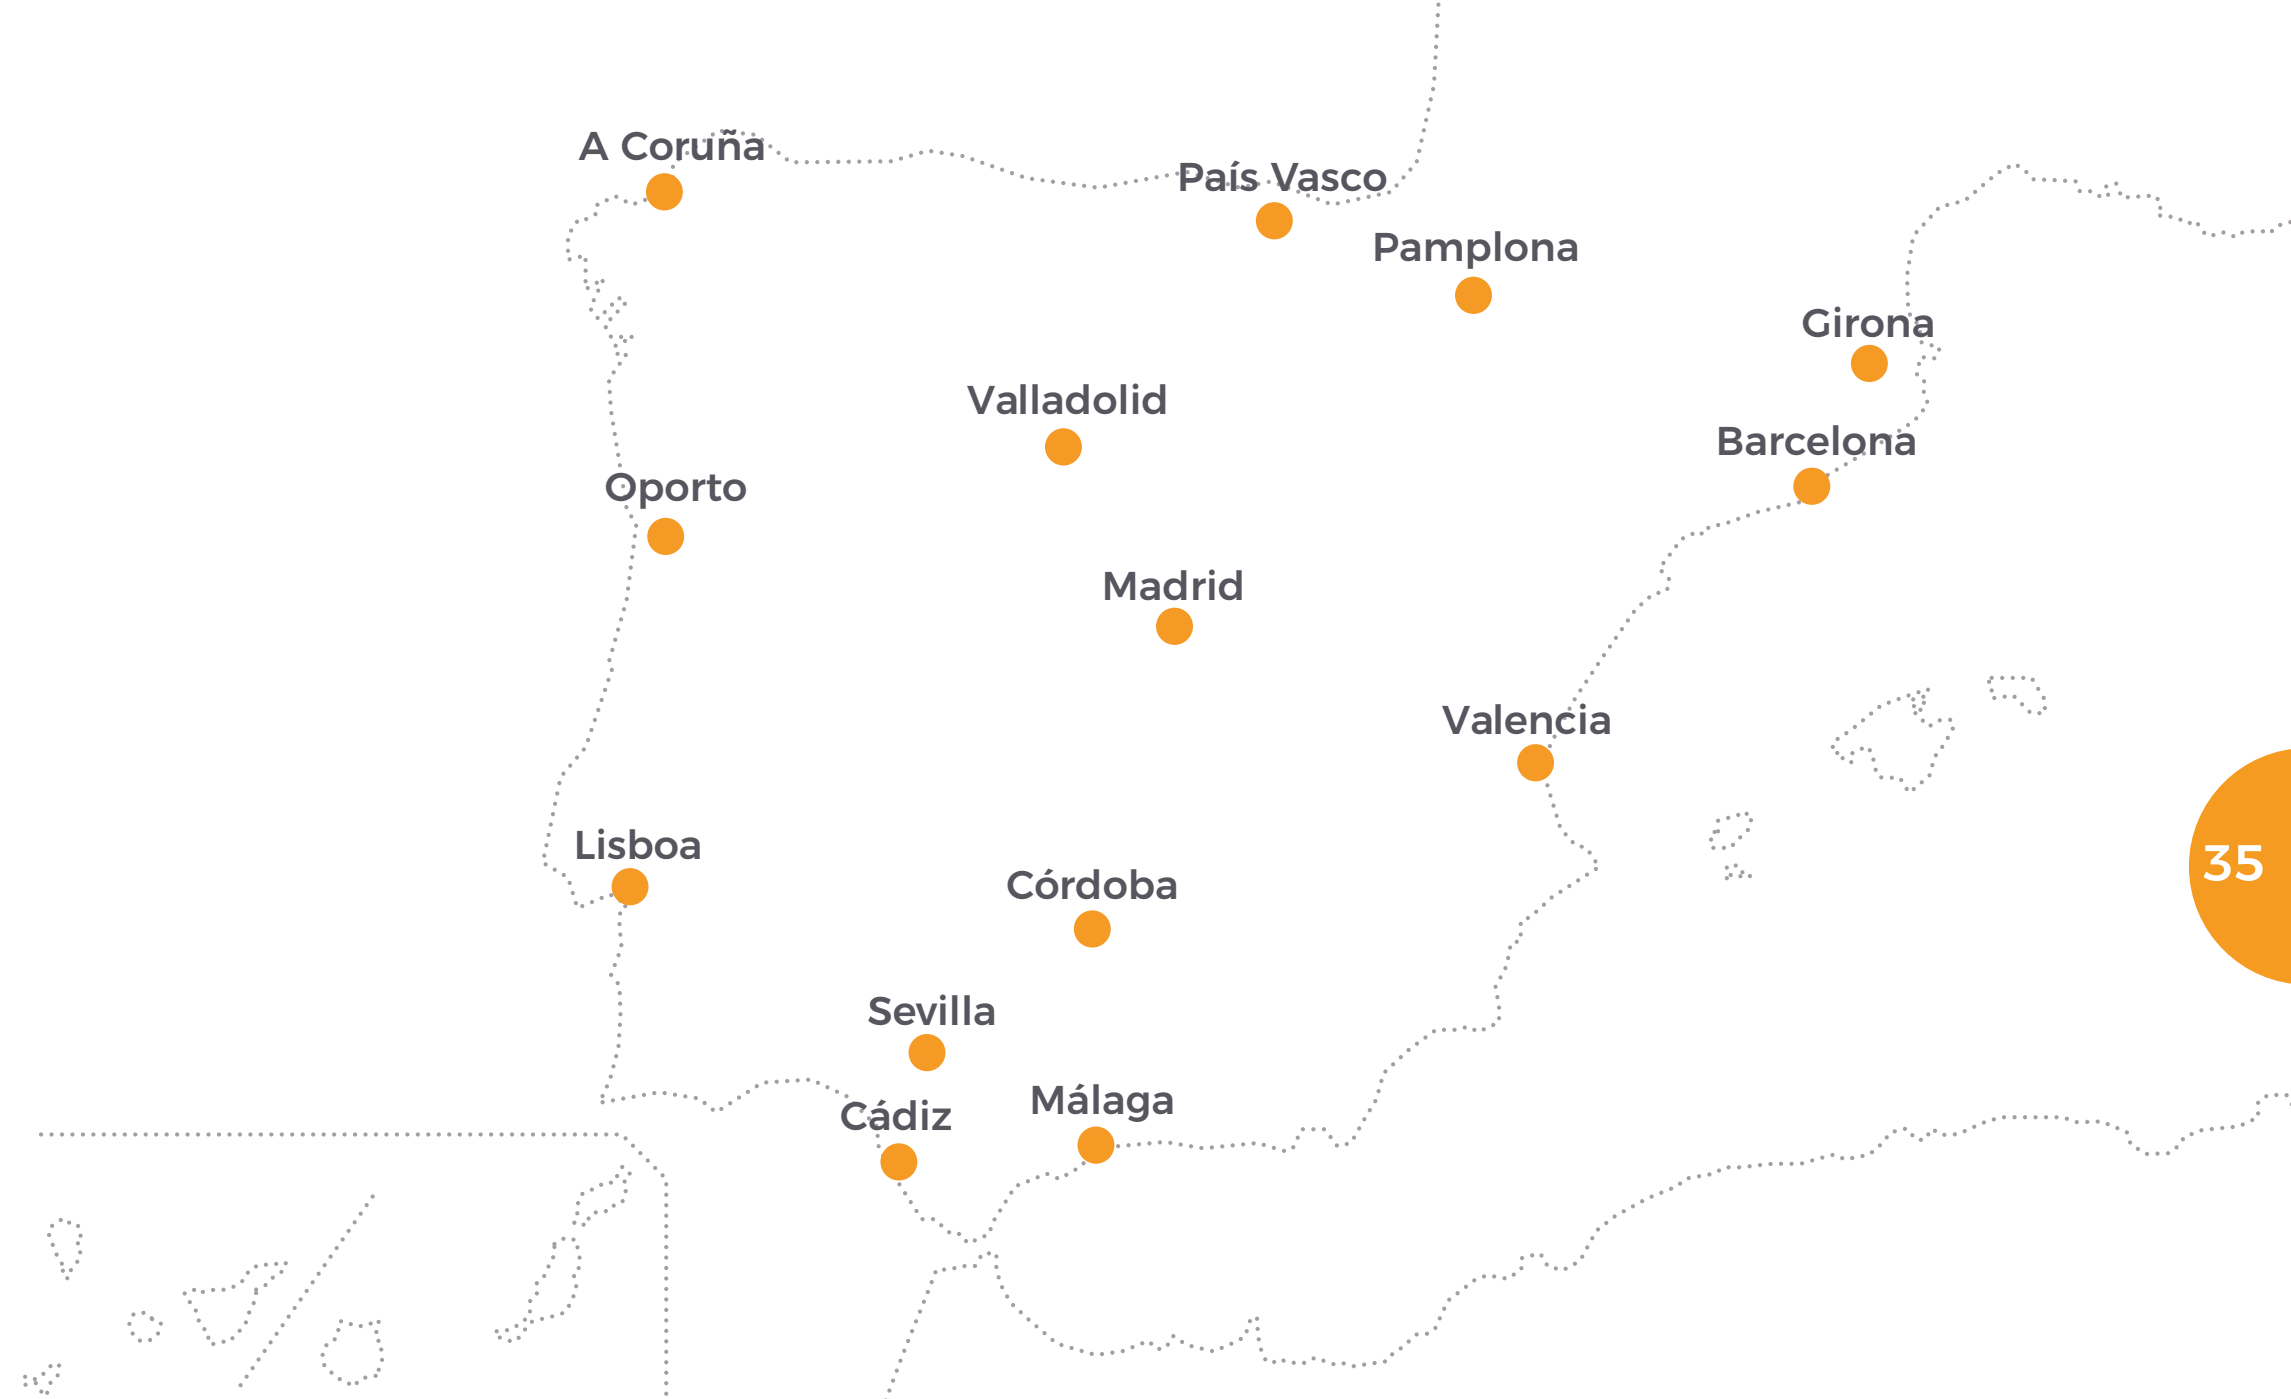 A Coruña
País Vasco
Pamplona
Girona
Valladolid
Barcelona
Oporto
Madrid
Valencia
Lisboa
35
Córdoba
Sevilla
Málaga
Cádiz